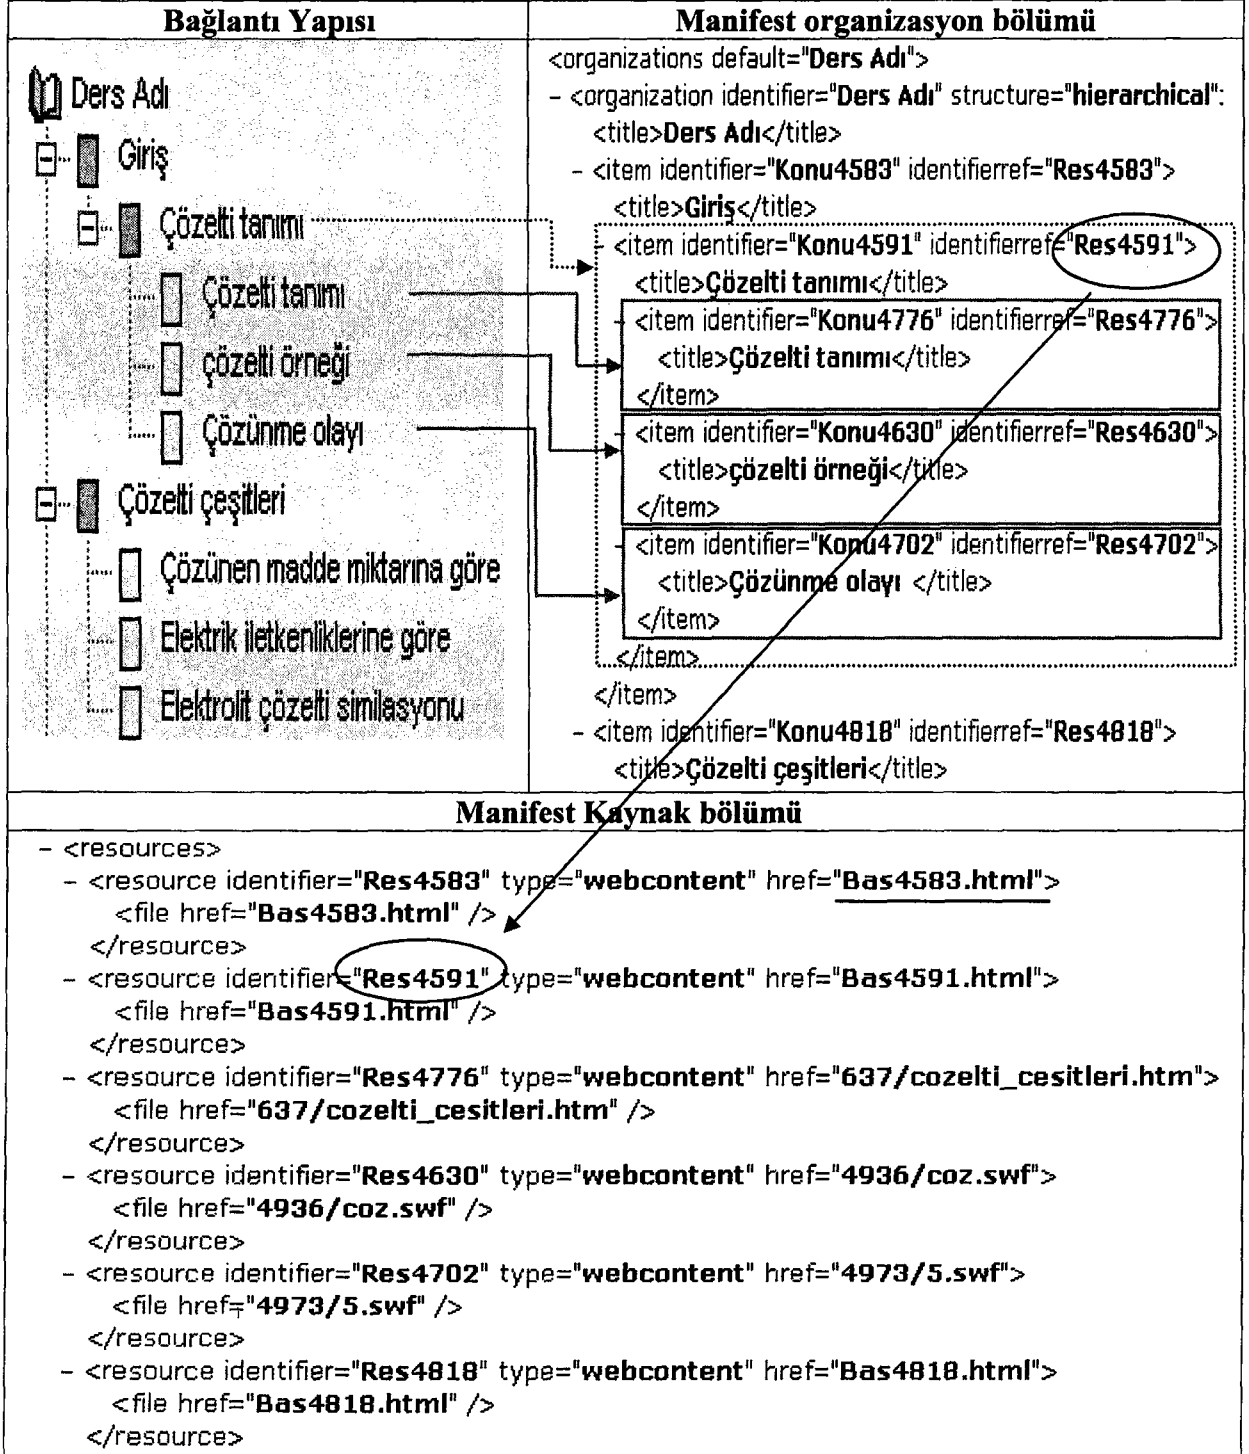 Bağlantı Yapısı
Ders Adı
Giriş
Çözelti tanımı
Çözelti tanımı
çözelti örneği
Çözünme olayı
Çözelti çeşitleri
Çözünen madde miktarına göre
Elektrik iletkenliklerine göre
Elektrolit çözelti similasyonu
Manifest organizasyon bölümü
<organizations default="Ders Adı">
- <organization identifier="Ders Adı" structure="hierarchical":
<title>Ders Adı</title>
- <item identifier="Konu4583" identifierref="Res4583">
<title>Giriş</title>
- <item identifier="Konu4591" identifierref="Res4591">
<title>Çözelti tanımı</title>
- <item identifier="Konu4776" identifierref="Res4776">
<title>Çözelti tanımı</title>
</item>
- <item identifier="Konu4630" identifierref="Res4630">
<title>çözelti örneği</title>
</item>
- <item identifier="Konu4702" identifierref="Res4702">
<title>Çözünme olayı </title>
</item>
</item>
</item>
- <item identifier="Konu4818" identifierref="Res4818">
<title>Çözelti çeşitleri</title>
Manifest Kaynak bölümü
- <resources>
- <resource identifier="Res4583" type="webcontent" href="Bas4583.html">
<file href="Bas4583.html" />
</resource>
- <resource identifier="Res4591" type="webcontent" href="Bas4591.html">
<file href="Bas4591.html" />
</resource>
- <resource identifier="Res4776" type="webcontent" href="637/cozelti_cesitleri.htm">
<file href="637/cozelti_cesitleri.htm" />
</resource>
- <resource identifier="Res4630" type="webcontent" href="4936/coz.swf">
<file href="4936/coz.swf" />
</resource>
- <resource identifier="Res4702" type="webcontent" href="4973/5.swf">
<file href="4973/5.swf" />
</resource>
- <resource identifier="Res4818" type="webcontent" href="Bas4818.html">
<file href="Bas4818.html" />
</resource>